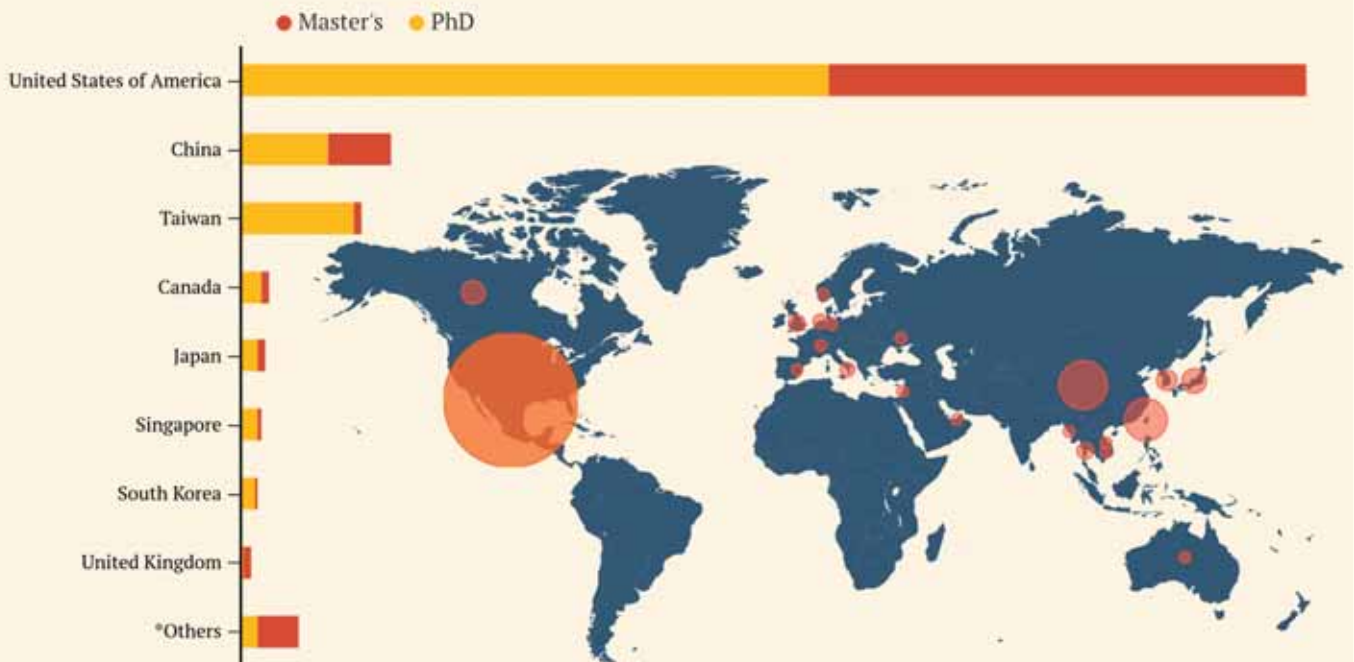 Master's PhD
United States of America
China
Taiwan
Canada
Japan
Singapore
South Korea
United Kingdom
*Others